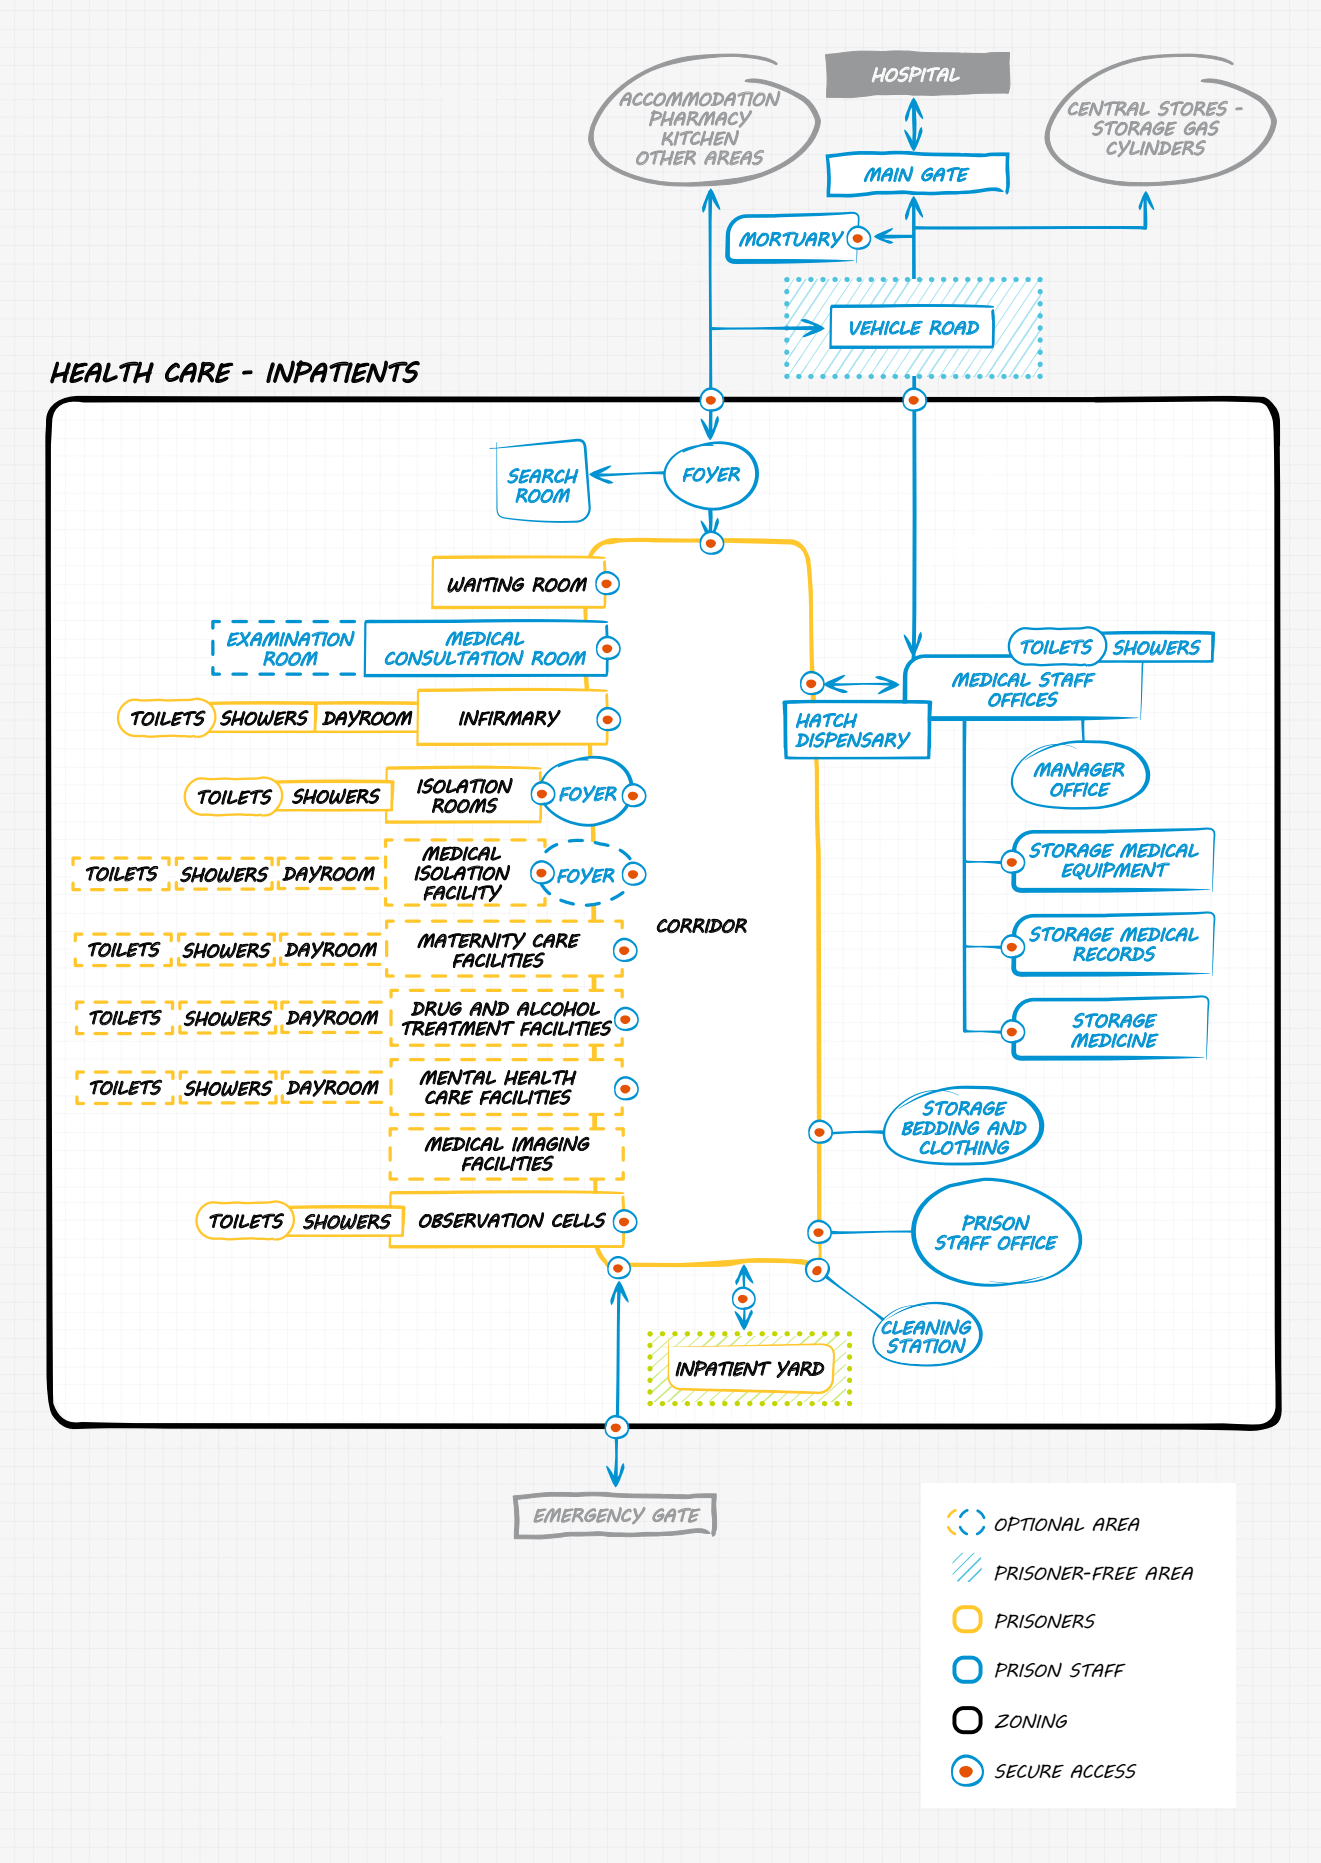 HOSPITAL
ACCOMMODATION
PHARMACY
KITCHEN
OTHER AREAS
CENTRAL STORES -
STORAGE GAS
CYLINDERS
MAIN GATE
MORTUARY
VEHICLE ROAD
HEALTH CARE - INPATIENTS
SEARCH
ROOM
FOYER
WAITING ROOM
EXAMINATION
ROOM
MEDICAL
CONSULTATION ROOM
TOILETS
SHOWERS
MEDICAL STAFF
OFFICES
TOILETS
SHOWERS
DAYROOM
INFIRMARY
HATCH
DISPENSARY
MANAGER
OFFICE
TOILETS
SHOWERS
ISOLATION
ROOMS
FOYER
STORAGE MEDICAL
EQUIPMENT
TOILETS
SHOWERS
DAYROOM
MEDICAL
ISOLATION
FACILITY
FOYER
CORRIDOR
STORAGE MEDICAL
RECORDS
TOILETS
SHOWERS
DAYROOM
MATERNITY CARE
FACILITIES
TOILETS
SHOWERS
DAYROOM
DRUG AND ALCOHOL
TREATMENT FACILITIES
STORAGE
MEDICINE
TOILETS
SHOWERS
DAYROOM
MENTAL HEALTH
CARE FACILITIES
STORAGE
BEDDING AND
CLOTHING
MEDICAL IMAGING
FACILITIES
TOILETS
SHOWERS
OBSERVATION CELLS
PRISON
STAFF OFFICE
CLEANING
STATION
INPATIENT YARD
EMERGENCY GATE
OPTIONAL AREA
PRISONER-FREE AREA
PRISONERS
PRISON STAFF
ZONING
SECURE ACCESS